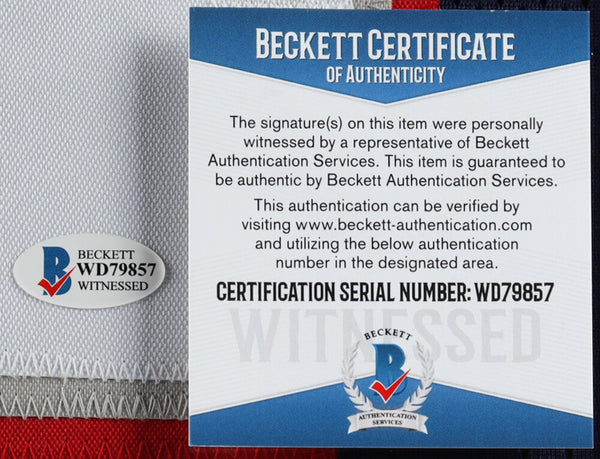 BECKETT CERTIFICATE
OF AUTHENTICITY
The signature(s) on this item were personally
witnessed by a representative of Beckett
Authentication Services. This item is guaranteed to
be authentic by Beckett Authentication Services.
This authentication can be verified by
visiting www.beckett-authentication.com
and utilizing the below authentication
number in the designated area.
CERTIFICATION SERIAL NUMBER: WD79857
WITNESSED
BECKETT
B
AUTHENTICATION
SERVICES
B
BECKETT
WD79857
WITNESSED